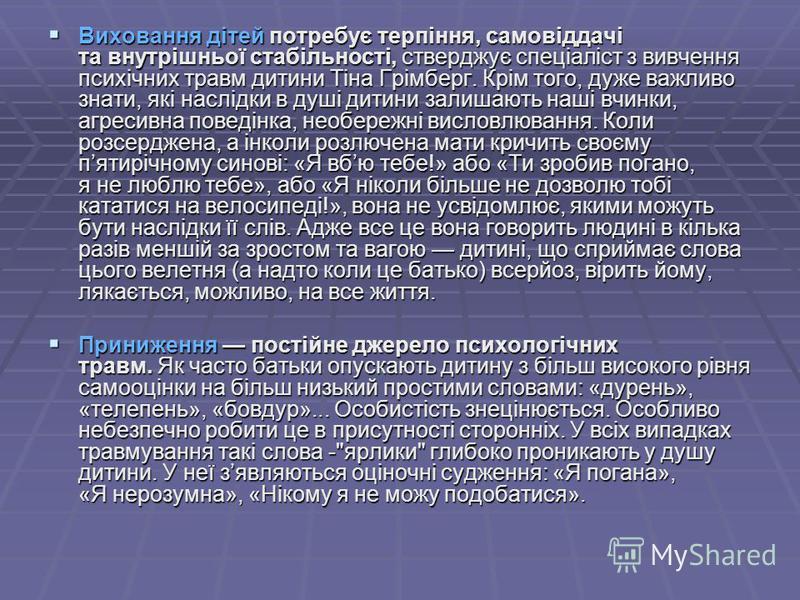 Виховання дітей потребує терпіння, самовіддачі
та внутрішньої стабільності, стверджує спеціаліст з вивчення
психічних травм дитини Тіна Грімберг. Крім того, дуже важливо
знати, які наслідки в душі дитини залишають наші вчинки,
агресивна поведінка, необережні висловлювання. Коли
розсерджена, а інколи розлючена мати кричить своєму
п’ятирічному синові: «Я вб’ю тебе!» або «Ти зробив погано,
я не люблю тебе», або «Я ніколи більше не дозволю тобі
кататися на велосипеді!», вона не усвідомлює, якими можуть
бути наслідки її слів. Адже все це вона говорить людині в кілька
разів меншій за зростом та вагою — дитині, що сприймає слова
цього велетня (а надто коли це батько) всерйоз, вірить йому,
лякається, можливо, на все життя.
Приниження — постійне джерело психологічних
травм. Як часто батьки опускають дитину з більш високого рівня
самооцінки на більш низький простими словами: «дурень»,
«телепень», «бовдур»... Особистість знецінюється. Особливо
небезпечно робити це в присутності сторонніх. У всіх випадках
травмування такі слова -"ярлики" глибоко проникають у душу
дитини. У неї з’являються оціночні судження: «Я погана»,
«Я нерозумна», «Нікому я не можу подобатися».
MyShared